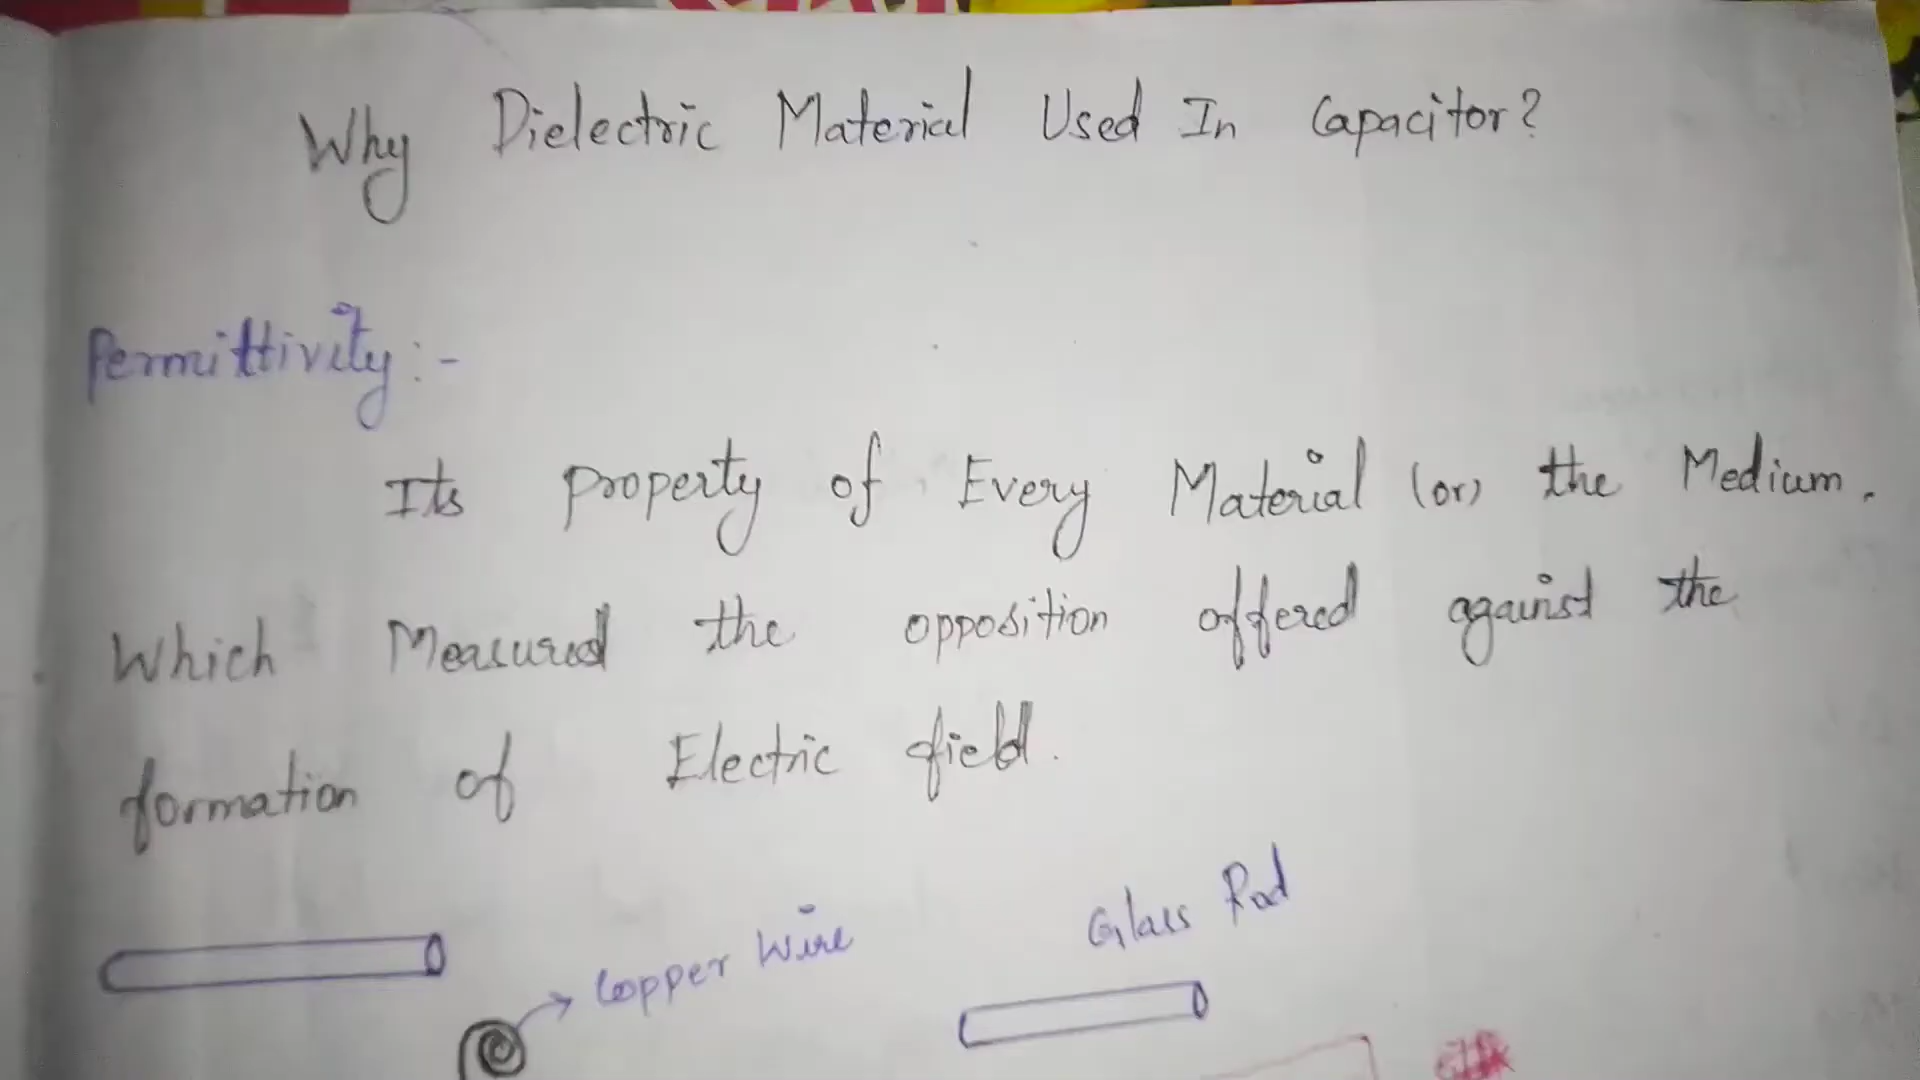 Why Dielectric Material Used In Capacitor?
Permittivity:-
Its property of Every Material (or) the Medium.
Which Measured the opposition offered against the
formation of Electric field.
Glass Rod
Copper Wire